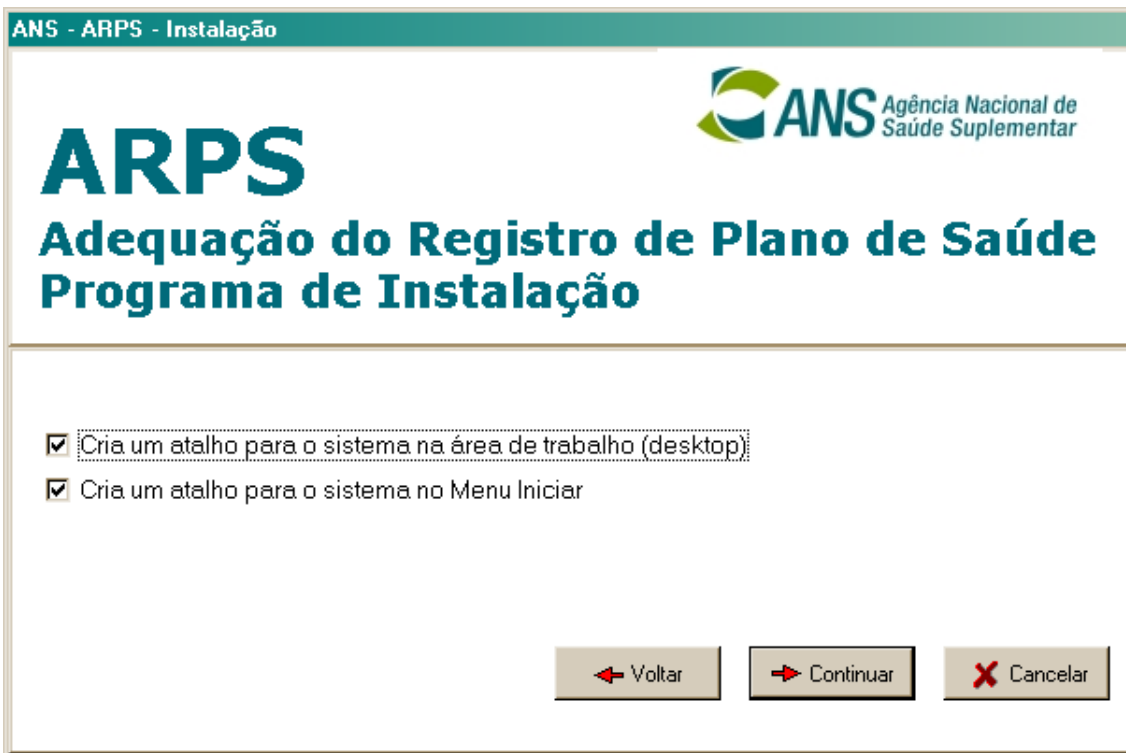 ANS - ARPS - Instalação
ANS Agência Nacional de
Saúde Suplementar
ARPS
Adequação do Registro de Plano de Saúde
Programa de Instalação
Cria um atalho para o sistema na área de trabalho (desktop)
Cria um atalho para o sistema no Menu Iniciar
Voltar
Continuar
Cancelar